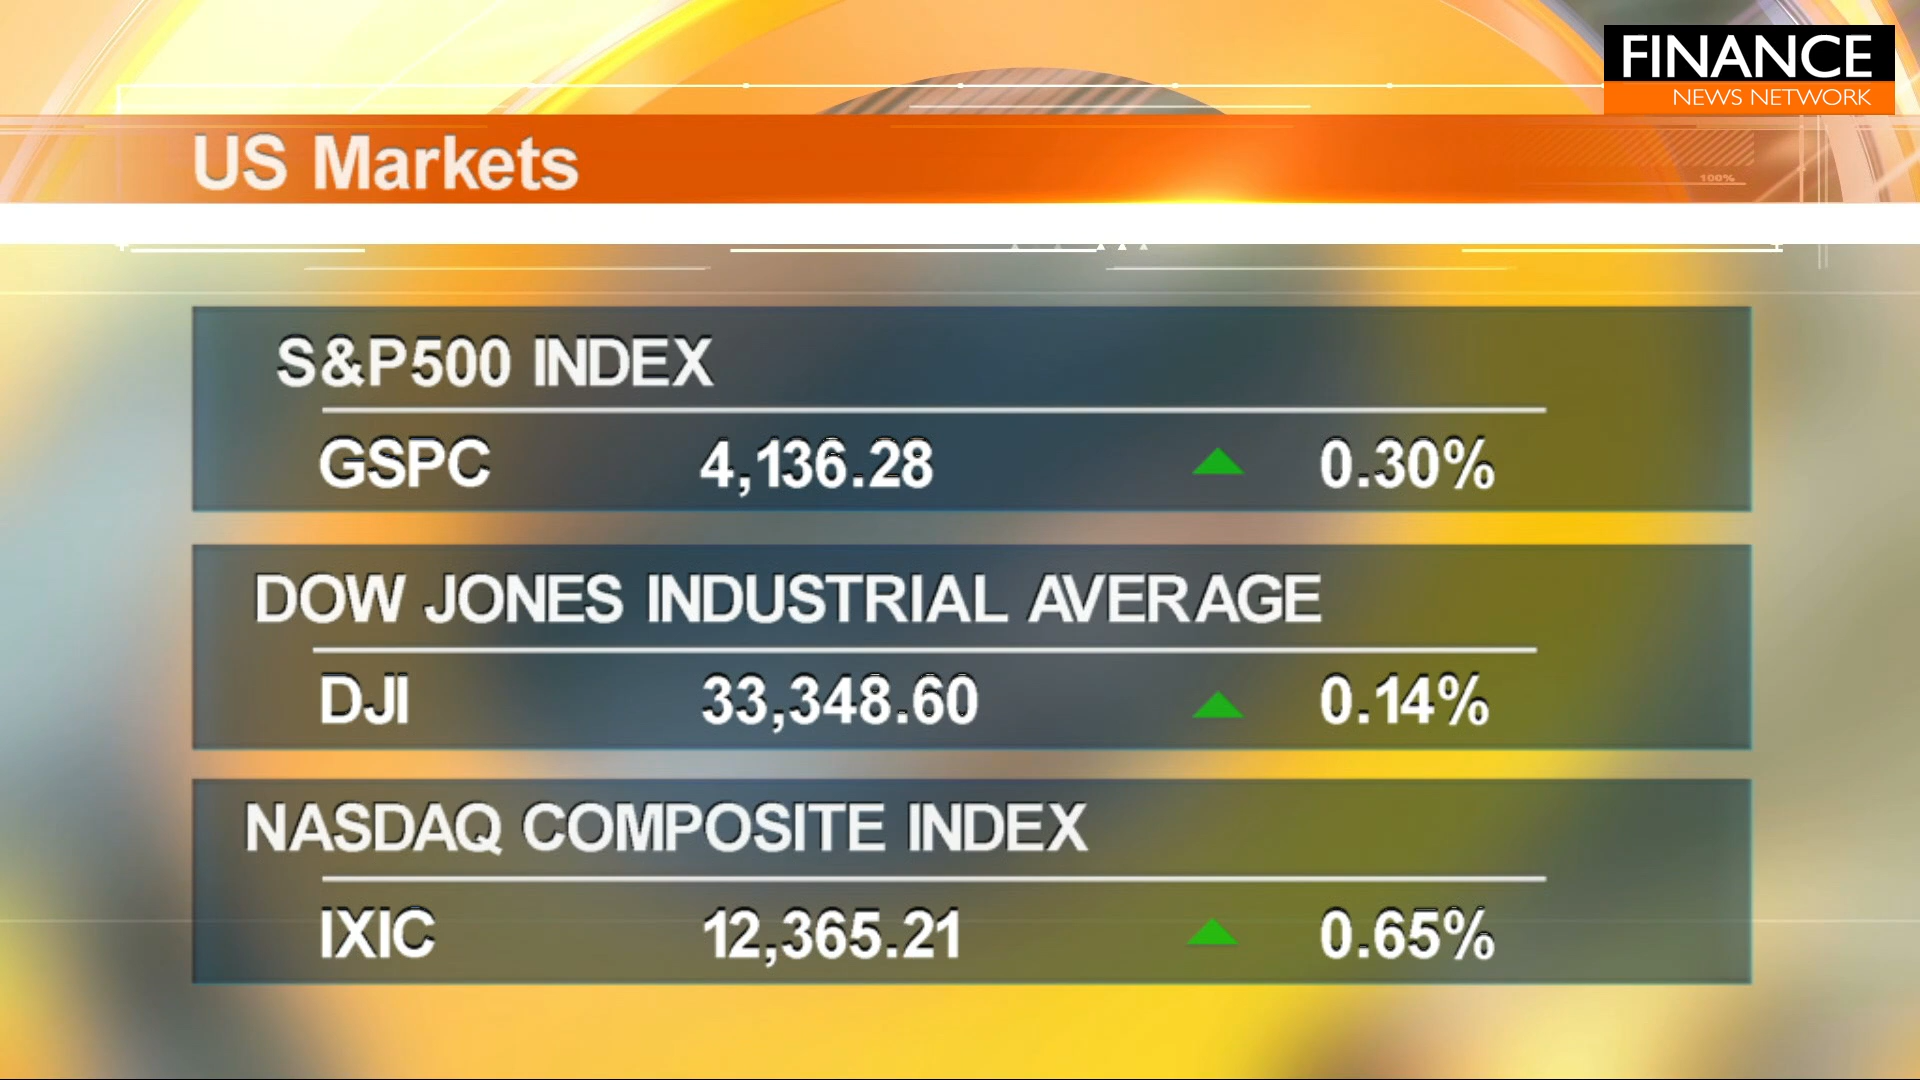 FINANCE
NEWS NETWORK
US Markets
100%
S&P500 INDEX
GSPC 4,136.28 0.30%
DOW JONES INDUSTRIAL AVERAGE
DJI 33,348.60 0.14%
NASDAQ COMPOSITE INDEX
IXIC 12,365.21 0.65%